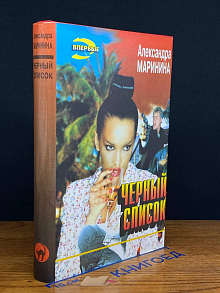 Александра
МАРИНИНА
ЧЕРНЫЙ
СПИСОК
ВПЕРВЫЕ
Александра
МАРИНИНА
ЧЕРНЫЙ
СПИСОК
КНИГОЕД